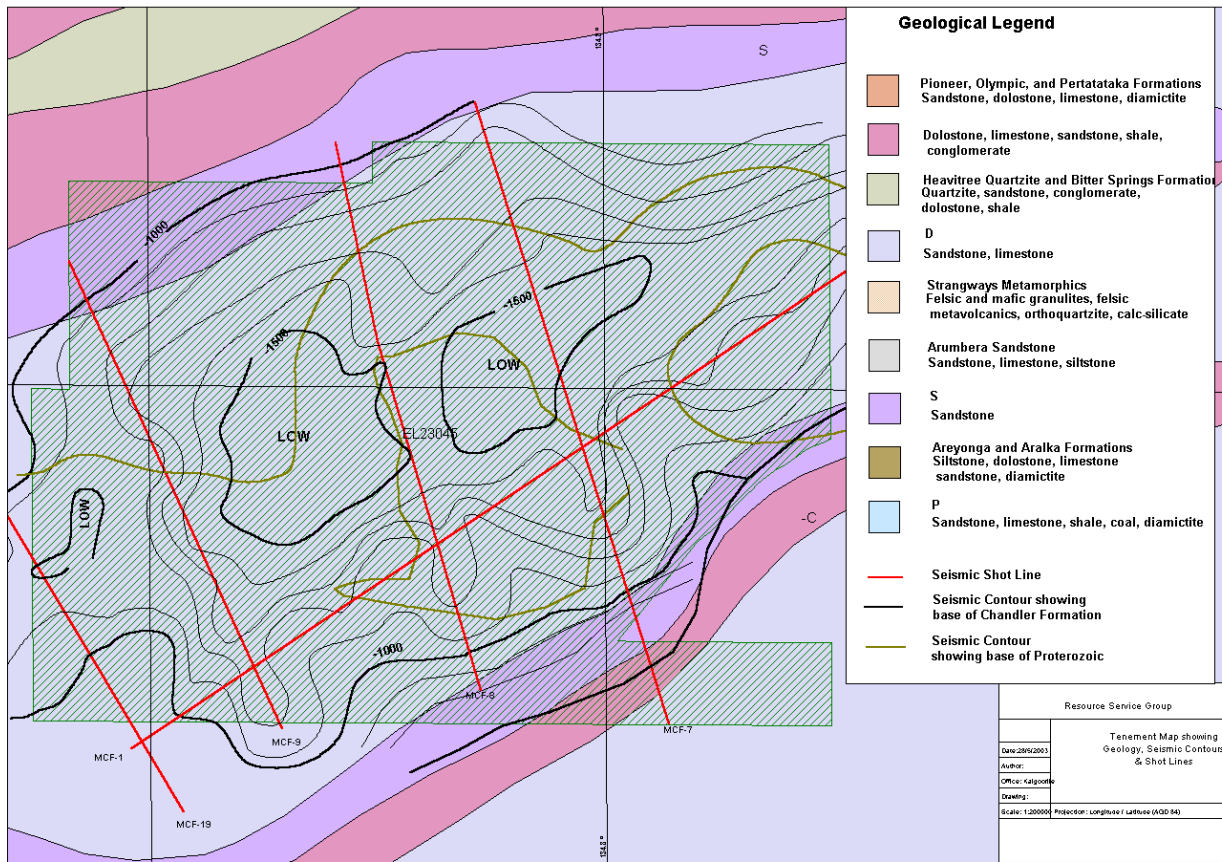 134.3°
S
-1000
-1500
-1500
LOW
LOW
EL23045
LOW
-C
-1000
MCF-8
MCF-7
MCF-9
MCF-1
MCF-19
134.3°
Geological Legend
Pioneer, Olympic, and Pertatataka Formations
Sandstone, dolostone, limestone, diamictite
Dolostone, limestone, sandstone, shale,
conglomerate
Heavitree Quartzite and Bitter Springs Formation
Quartzite, sandstone, conglomerate,
dolostone, shale
D
Sandstone, limestone
Strangways Metamorphics
Felsic and mafic granulites, felsic
metavolcanics, orthoquartzite, calc-silicate
Arumbera Sandstone
Sandstone, limestone, siltstone
S
Sandstone
Areyonga and Aralka Formations
Siltstone, dolostone, limestone
sandstone, diamictite
P
Sandstone, limestone, shale, coal, diamictite
Seismic Shot Line
Seismic Contour showing
base of Chandler Formation
Seismic Contour
showing base of Proterozoic
Resource Service Group
Tenement Map showing
Geology, Seismic Contours
& Shot Lines
Date:28/5/2003
Author:
Office: Kalgoorlie
Drawing:
Scale: 1:200000 Projection: Longitude / Latitude (AGD 84)